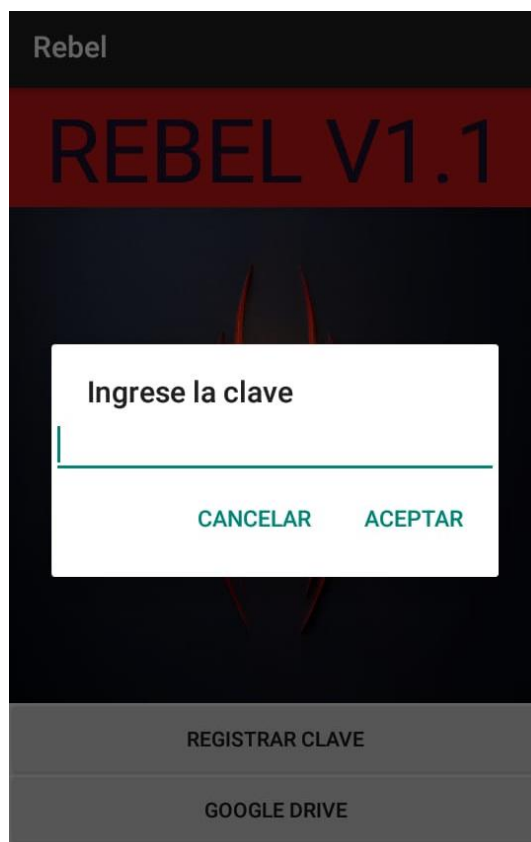 Rebel
REBEL V1.1
Ingrese la clave
CANCELAR ACEPTAR
REGISTRAR CLAVE
GOOGLE DRIVE